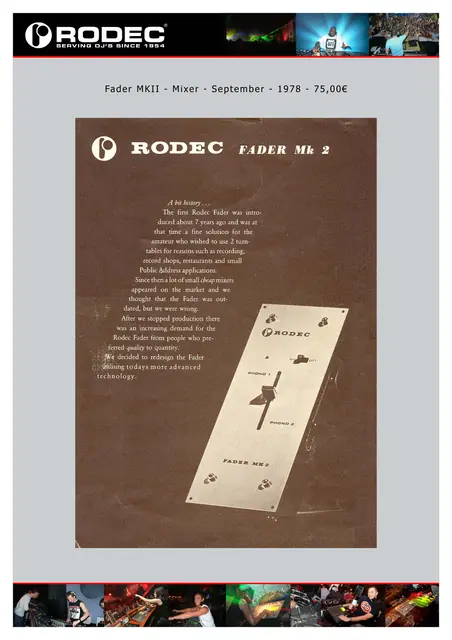 RODEC®
SERVING DJ'S SINCE 1954
Fader MKII - Mixer - September - 1978 - 75,00€
RODEC FADER Mk 2
A bit history . . .
The first Rodec Fader was intro-
duced about 7 years ago and was at
that time a fine solution fot the
amateur who wished to use 2 turn-
tables for reasons such as recording,
record shops, restaurants and small
Public Address applications.
Since then a lot of small cheap mixers
appeared on the market and we
thought that the Fader was out-
dated, but we were wrong.
After we stopped production there
was an increasing demand for the
Rodec Fader from people who pre-
ferred quality to quantity.
We decided to redesign the Fader
utilising todays more advanced
technology.
RODEC
ON
PHONO 1
PHONO 2
FADER MK2